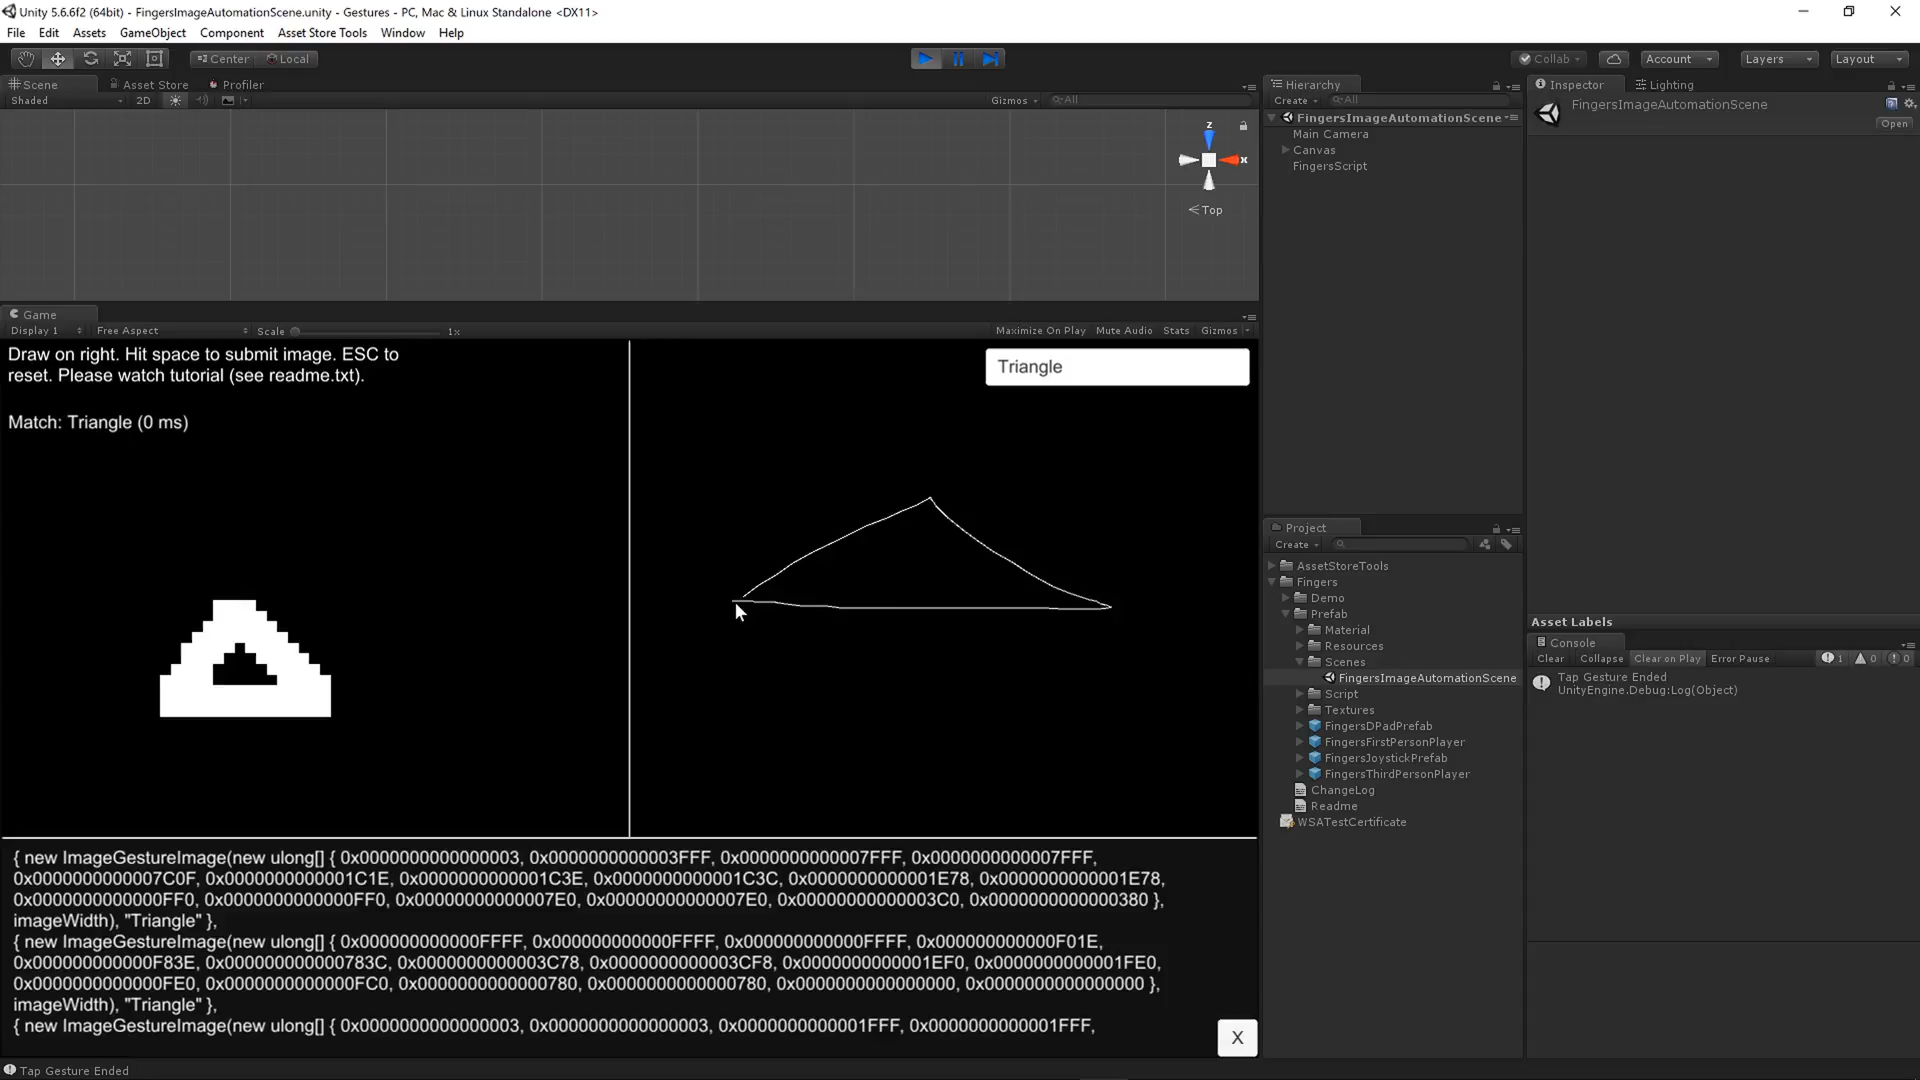 Unity 5.6.6f2 (64bit) - FingersImageAutomationScene.unity - Gestures - PC, Mac & Linux Standalone <DX11>
File Edit Assets GameObject Component Asset Store Tools Window Help
Center Local
Collab Account Layers Layout
Scene Asset Store Profiler
Shaded 2D Gizmos All
z
x
Top
Game
Display 1 Free Aspect Scale 1x Maximize On Play Mute Audio Stats Gizmos
Draw on right. Hit space to submit image. ESC to
reset. Please watch tutorial (see readme.txt).
Match: Triangle (0 ms)
Triangle
{ new ImageGestureImage(new ulong[] { 0x0000000000000003, 0x0000000000003FFF, 0x0000000000007FFF, 0x0000000000007FFF,
0x0000000000007C0F, 0x0000000000001C1E, 0x0000000000001C3E, 0x0000000000001C3C, 0x0000000000001E78, 0x0000000000001E78,
0x0000000000000FF0, 0x0000000000000FF0, 0x00000000000007E0, 0x00000000000007E0, 0x00000000000003C0, 0x0000000000000380 },
imageWidth), "Triangle" },
{ new ImageGestureImage(new ulong[] { 0x000000000000FFFF, 0x000000000000FFFF, 0x000000000000FFFF, 0x000000000000F01E,
0x000000000000F83E, 0x000000000000783C, 0x0000000000003C78, 0x0000000000003CF8, 0x0000000000001EF0, 0x0000000000001FE0,
0x0000000000000FE0, 0x0000000000000FC0, 0x0000000000000780, 0x0000000000000780, 0x0000000000000000, 0x0000000000000000 },
imageWidth), "Triangle" },
{ new ImageGestureImage(new ulong[] { 0x0000000000000003, 0x0000000000000003, 0x0000000000001FFF, 0x0000000000001FFF,
X
Tap Gesture Ended
Hierarchy
Create All
FingersImageAutomationScene
Main Camera
Canvas
FingersScript
Project
Create
AssetStoreTools
Fingers
Demo
Prefab
Material
Resources
Scenes
FingersImageAutomationScene
Script
Textures
FingersDPadPrefab
FingersFirstPersonPlayer
FingersJoystickPrefab
FingersThirdPersonPlayer
ChangeLog
Readme
WSATestCertificate
Inspector Lighting
FingersImageAutomationScene
Open
Asset Labels
Console
Clear Collapse Clear on Play Error Pause 1 0 0
Tap Gesture Ended
UnityEngine.Debug:Log(Object)